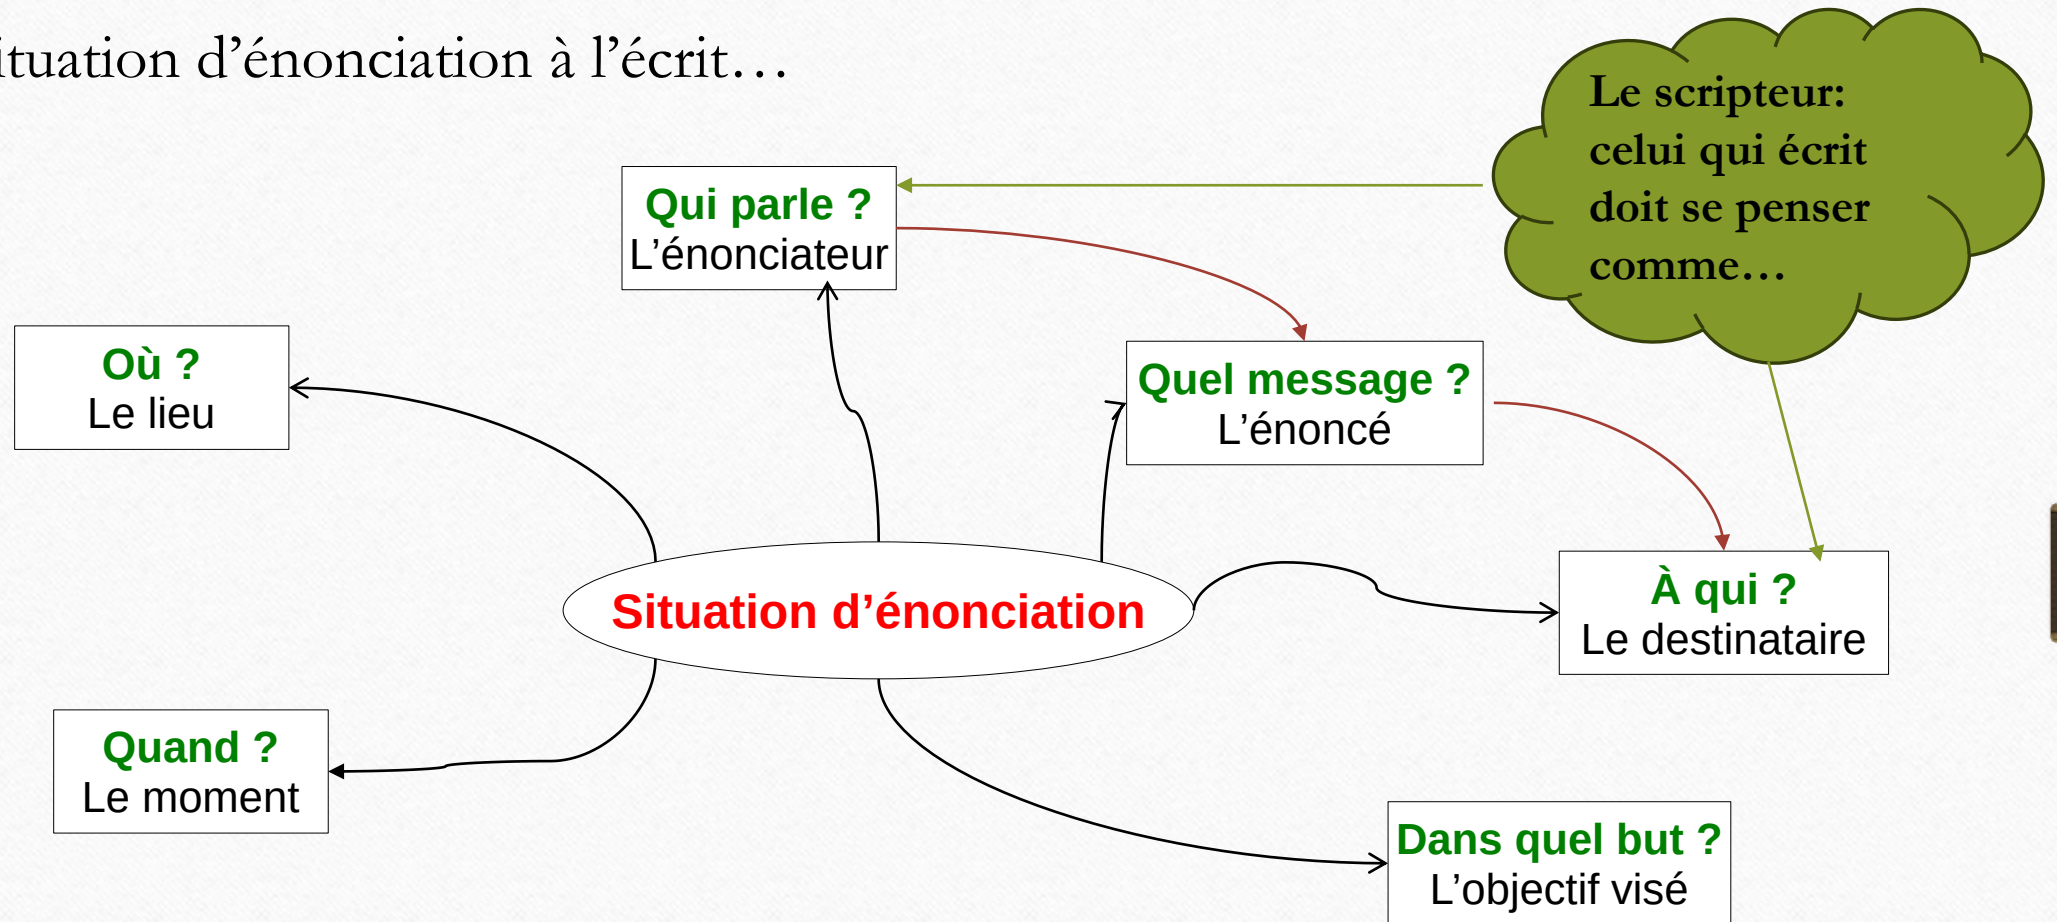 ituation d’énonciation à l’écrit…
Le scripteur:
celui qui écrit
doit se penser
comme…
Qui parle ?
L’énonciateur
Où ?
Le lieu
Quel message ?
L’énoncé
Situation d’énonciation
À qui ?
Le destinataire
Quand ?
Le moment
Dans quel but ?
L’objectif visé